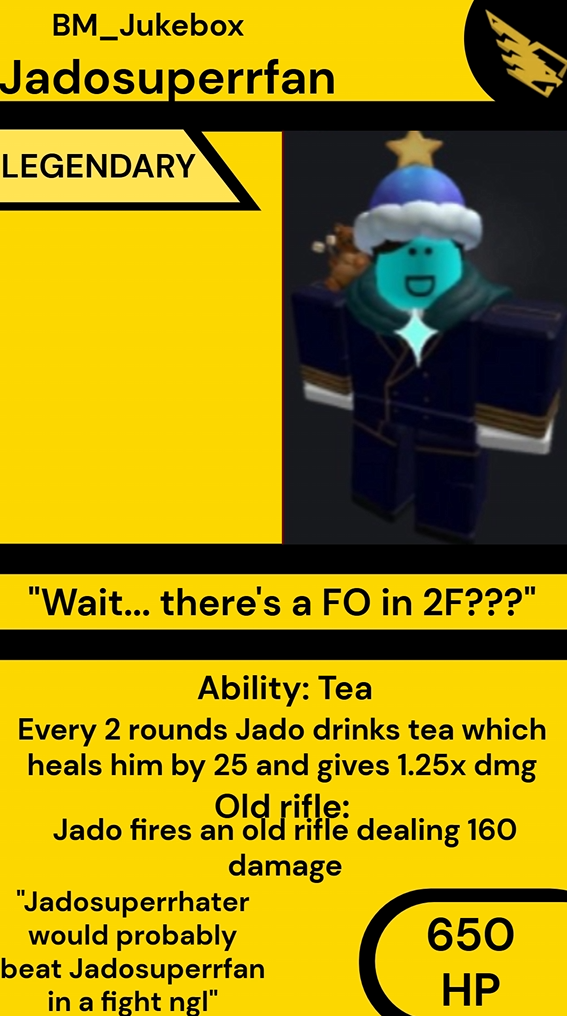 BM_Jukebox
Jadosuperrfan
LEGENDARY
"Wait... there's a FO in 2F???"
Ability: Tea
Every 2 rounds Jado drinks tea which
heals him by 25 and gives 1.25x dmg
Old rifle:
Jado fires an old rifle dealing 160
damage
"Jadosuperrhater
would probably
beat Jadosuperrfan
in a fight ngl"
650
HP